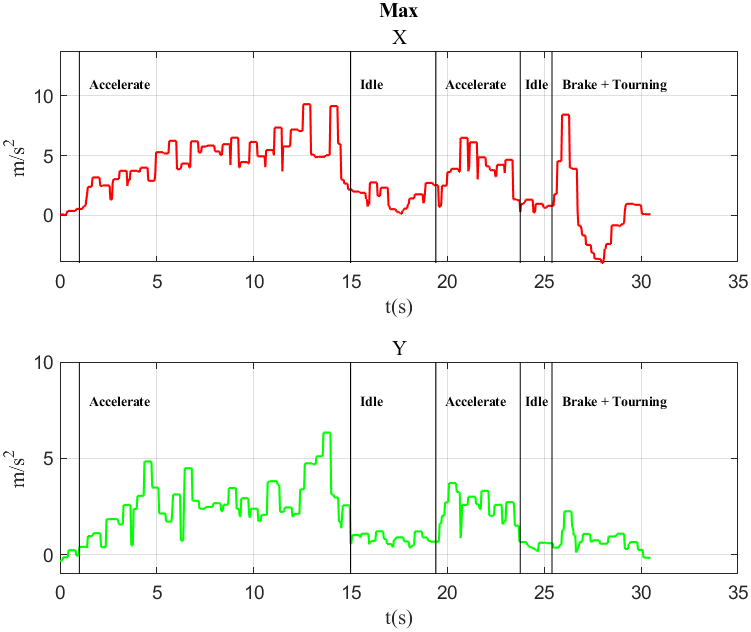 Max
X
Accelerate Idle Accelerate Idle Brake + Tourning
10
5
0
m/s²
0 5 10 15 20 25 30 35
t(s)
Y
10
Accelerate Idle Accelerate Idle Brake + Tourning
5
0
m/s²
0 5 10 15 20 25 30 35
t(s)